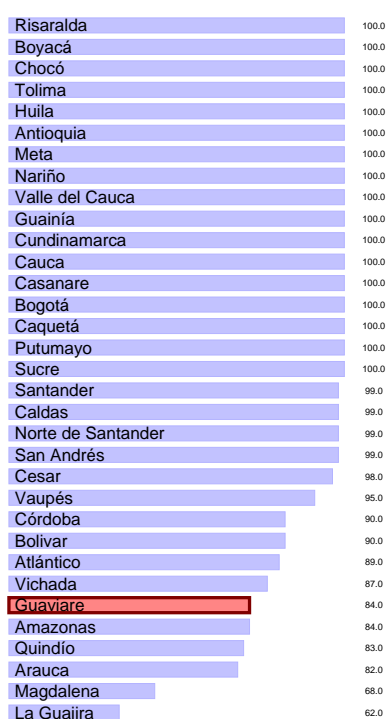 Risaralda 100.0
Boyacá 100.0
Chocó 100.0
Tolima 100.0
Huila 100.0
Antioquia 100.0
Meta 100.0
Nariño 100.0
Valle del Cauca 100.0
Guainía 100.0
Cundinamarca 100.0
Cauca 100.0
Casanare 100.0
Bogotá 100.0
Caquetá 100.0
Putumayo 100.0
Sucre 100.0
Santander 99.0
Caldas 99.0
Norte de Santander 99.0
San Andrés 99.0
Cesar 98.0
Vaupés 95.0
Córdoba 90.0
Bolivar 90.0
Atlántico 89.0
Vichada 87.0
Guaviare 84.0
Amazonas 84.0
Quindío 83.0
Arauca 82.0
Magdalena 68.0
La Guajira 62.0